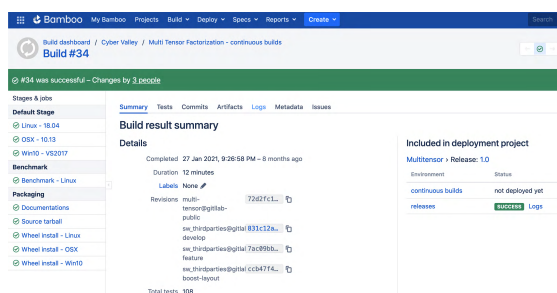 Bamboo My Bamboo Projects Build Deploy Specs Reports Create Search
Build dashboard / Cyber Valley / Multi Tensor Factorization - continuous builds
Build #34
#34 was successful – Changes by 3 people
Stages & jobs
Default Stage
Linux - 18.04
OSX - 10.13
Win10 - VS2017
Benchmark
Benchmark - Linux
Packaging
Documentations
Source tarball
Wheel install - Linux
Wheel install - OSX
Wheel install - Win10
Summary Tests Commits Artifacts Logs Metadata Issues
Build result summary
Details
Completed 27 Jan 2021, 9:26:58 PM – 8 months ago
Duration 12 minutes
Labels None
Revisions multi- 72d2fc1...
tensor@gitlab-
public
sw_thirdparties@gitlal 831c12a...
develop
sw_thirdparties@gitlal 7ac09bb...
feature
sw_thirdparties@gitlal ccb47f4...
boost-layout
Total tests 108
Included in deployment project
Multitensor › Release: 1.0
Environment Status
continuous builds not deployed yet
releases SUCCESS Logs